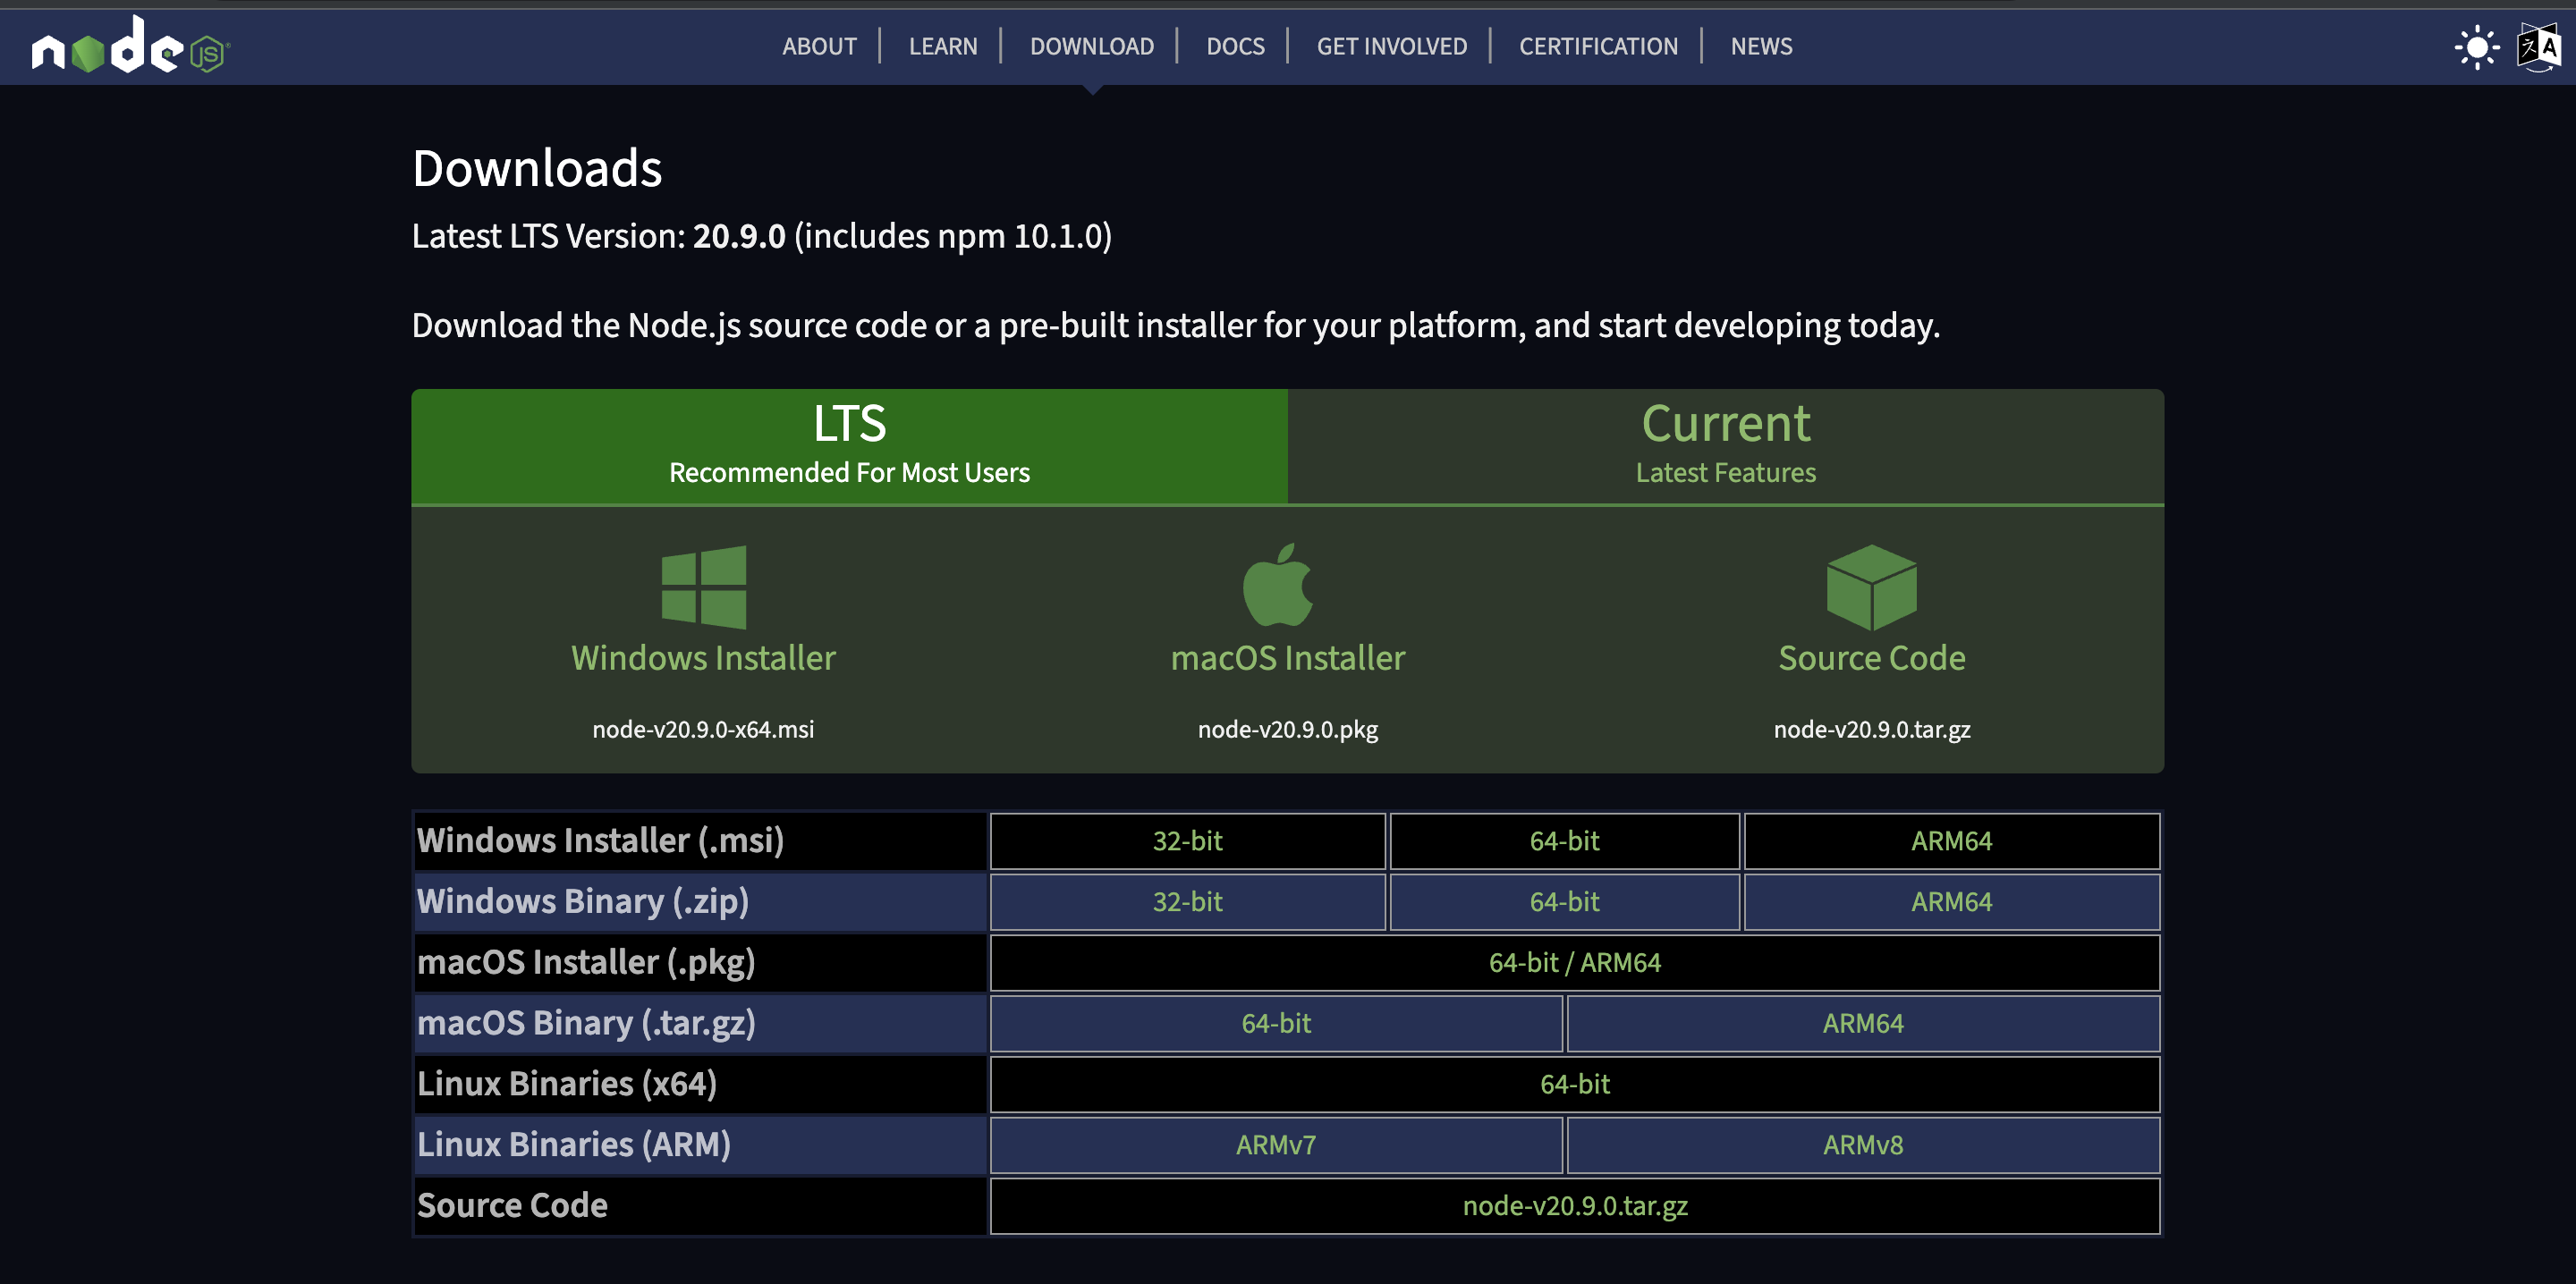 node JS
ABOUT LEARN DOWNLOAD DOCS GET INVOLVED CERTIFICATION NEWS
Downloads
Latest LTS Version: 20.9.0 (includes npm 10.1.0)
Download the Node.js source code or a pre-built installer for your platform, and start developing today.
LTS
Recommended For Most Users
Current
Latest Features
Windows Installer
node-v20.9.0-x64.msi
macOS Installer
node-v20.9.0.pkg
Source Code
node-v20.9.0.tar.gz
Windows Installer (.msi) 32-bit 64-bit ARM64
Windows Binary (.zip) 32-bit 64-bit ARM64
macOS Installer (.pkg) 64-bit / ARM64
macOS Binary (.tar.gz) 64-bit ARM64
Linux Binaries (x64) 64-bit
Linux Binaries (ARM) ARMv7 ARMv8
Source Code node-v20.9.0.tar.gz